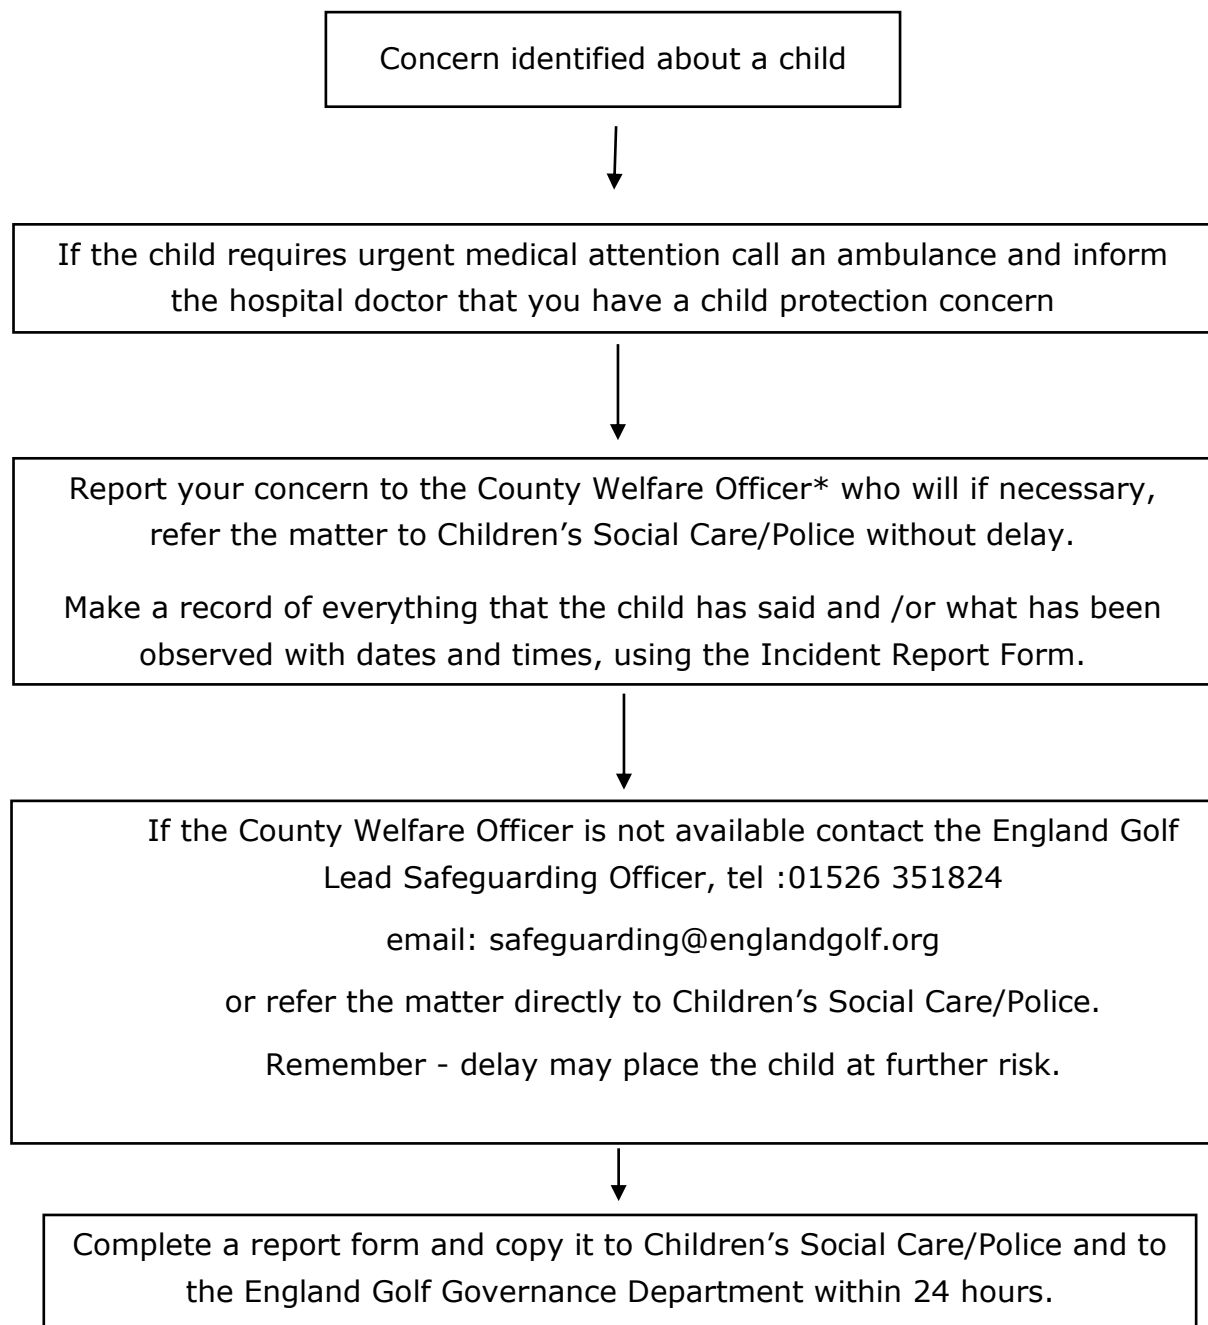 Concern identified about a child
If the child requires urgent medical attention call an ambulance and inform
the hospital doctor that you have a child protection concern
Report your concern to the County Welfare Officer* who will if necessary,
refer the matter to Children’s Social Care/Police without delay.
Make a record of everything that the child has said and /or what has been
observed with dates and times, using the Incident Report Form.
If the County Welfare Officer is not available contact the England Golf
Lead Safeguarding Officer, tel :01526 351824
email: safeguarding@englandgolf.org
or refer the matter directly to Children’s Social Care/Police.
Remember - delay may place the child at further risk.
Complete a report form and copy it to Children’s Social Care/Police and to
the England Golf Governance Department within 24 hours.